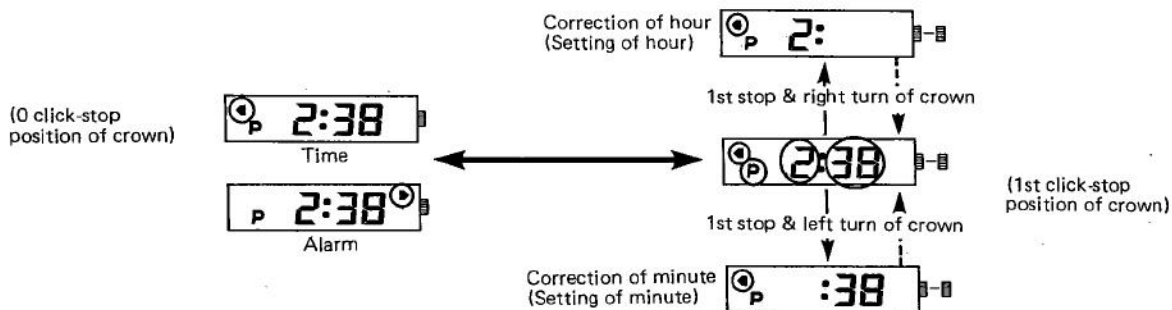 Correction of hour
(Setting of hour)
P 2:
1st stop & right turn of crown
(0 click-stop
position of crown)
P 2:38
Time
P 2:38
(1st click-stop
position of crown)
P 2:38
Alarm
1st stop & left turn of crown
Correction of minute
(Setting of minute)
P :38